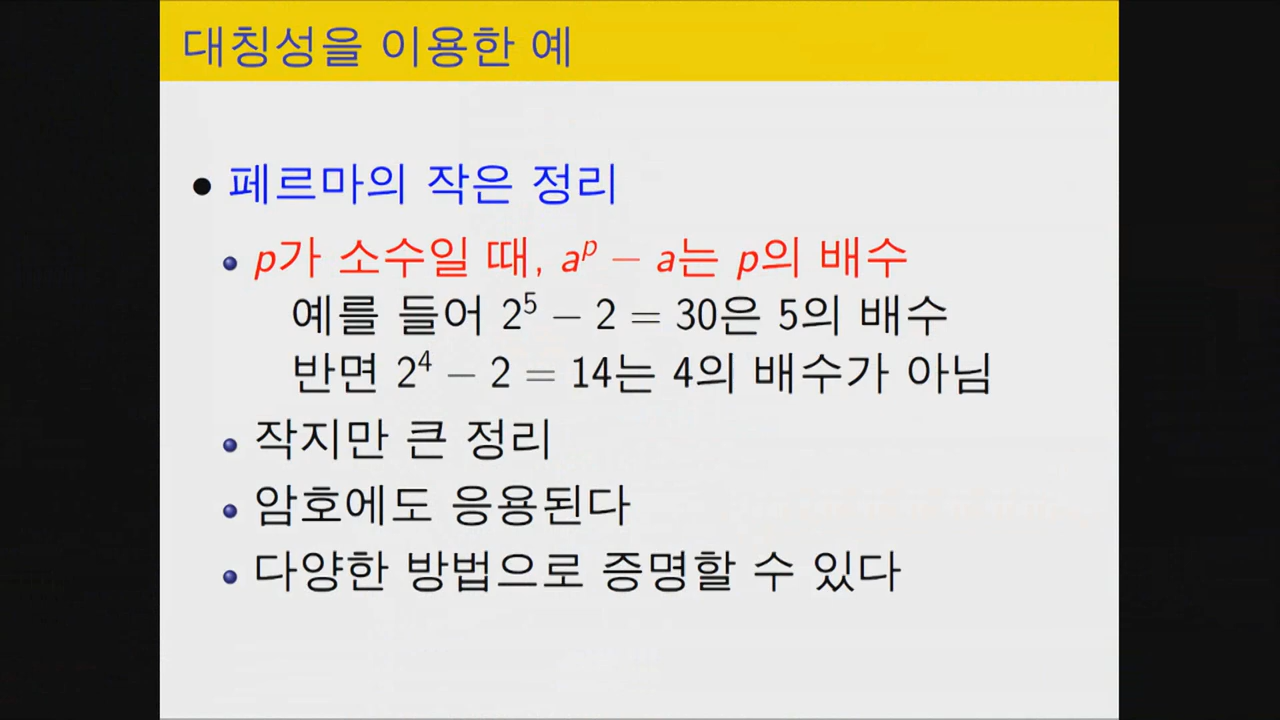 대칭성을 이용한 예
● 페르마의 작은 정리
● p가 소수일 때, aᵖ − a는 p의 배수
예를 들어 2⁵ − 2 = 30은 5의 배수
반면 2⁴ − 2 = 14는 4의 배수가 아님
● 작지만 큰 정리
● 암호에도 응용된다
● 다양한 방법으로 증명할 수 있다